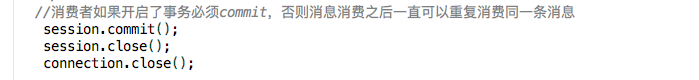 //消费者如果开启了事务必须commit，否则消息消费之后一直可以重复消费同一条消息
session.commit();
session.close();
connection.close();